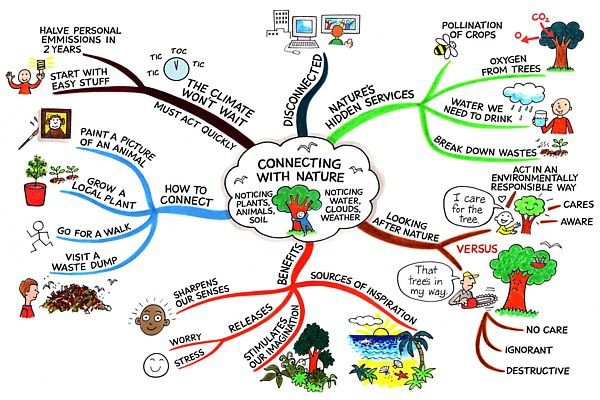 CONNECTING
WITH NATURE
NOTICING
PLANTS,
ANIMALS,
SOIL
NOTICING
WATER,
CLOUDS,
WEATHER
DISCONNECTED
NATURE'S
HIDDEN SERVICES
POLLINATION
OF CROPS
CO2
O
OXYGEN
FROM TREES
WATER WE
NEED TO DRINK
BREAK DOWN WASTES
LOOKING
AFTER NATURE
ACT IN AN
ENVIRONMENTALLY
RESPONSIBLE WAY
I care
for the
tree.
CARES
AWARE
VERSUS
That
trees in
my way.
NO CARE
IGNORANT
DESTRUCTIVE
BENEFITS
SOURCES OF INSPIRATION
STIMULATES
OUR IMAGINATION
RELEASES
WORRY
STRESS
SHARPENS
OUR SENSES
HOW TO
CONNECT
PAINT A PICTURE
OF AN ANIMAL
GROW A
LOCAL PLANT
GO FOR A WALK
VISIT A
WASTE DUMP
THE CLIMATE
WON'T WAIT
MUST ACT QUICKLY
TIC
TOC
TIC
TIC
HALVE PERSONAL
EMMISSIONS IN
2 YEARS
START WITH
EASY STUFF